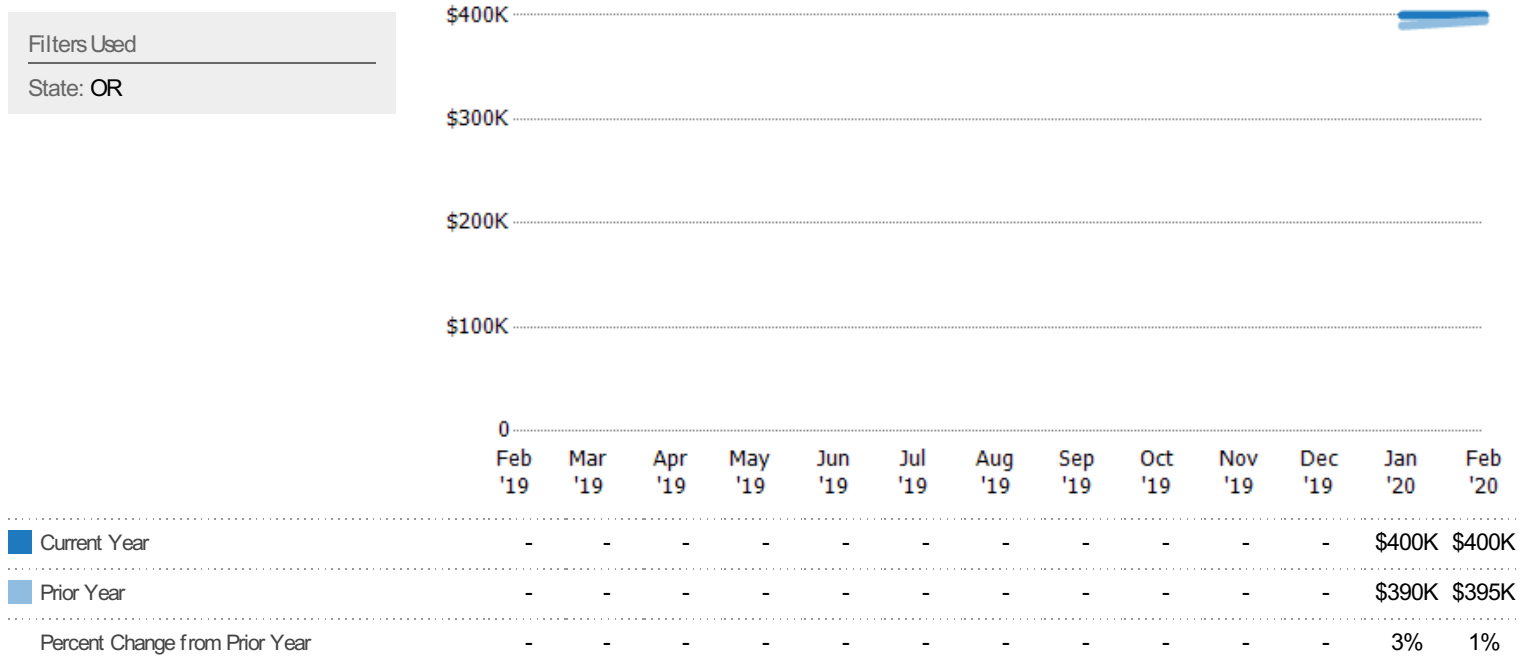 Filters Used
State: OR
$400K
$300K
$200K
$100K
0
Feb Mar Apr May Jun Jul Aug Sep Oct Nov Dec Jan Feb
'19 '19 '19 '19 '19 '19 '19 '19 '19 '19 '19 '20 '20
Current Year - - - - - - - - - - - $400K $400K
Prior Year - - - - - - - - - - - $390K $395K
Percent Change from Prior Year - - - - - - - - - - - 3% 1%